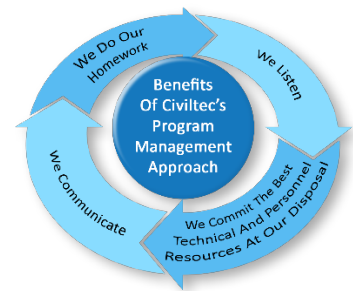 Benefits
Of Civiltec's
Program
Management
Approach
We Do Our
Homework
We Listen
We Commit The Best
Technical And Personnel
Resources At Our Disposal
We Communicate